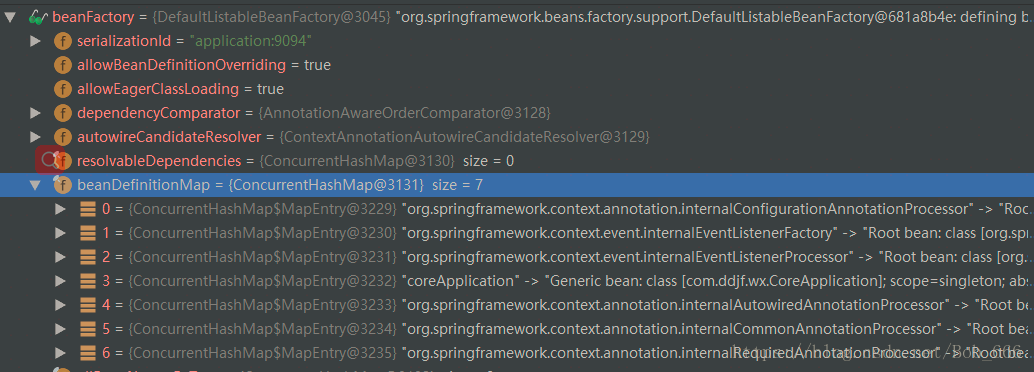 beanFactory = {DefaultListableBeanFactory@3045} "org.springframework.beans.factory.support.DefaultListableBeanFactory@681a8b4e: defining b
f serializationId = "application:9094"
f allowBeanDefinitionOverriding = true
f allowEagerClassLoading = true
f dependencyComparator = {AnnotationAwareOrderComparator@3128}
f autowireCandidateResolver = {ContextAnnotationAutowireCandidateResolver@3129}
f resolvableDependencies = {ConcurrentHashMap@3130} size = 0
f beanDefinitionMap = {ConcurrentHashMap@3131} size = 7
0 = {ConcurrentHashMap$MapEntry@3229} "org.springframework.context.annotation.internalConfigurationAnnotationProcessor" -> "Roc
1 = {ConcurrentHashMap$MapEntry@3230} "org.springframework.context.event.internalEventListenerFactory" -> "Root bean: class [org.spr
2 = {ConcurrentHashMap$MapEntry@3231} "org.springframework.context.event.internalEventListenerProcessor" -> "Root bean: class [org.
3 = {ConcurrentHashMap$MapEntry@3232} "coreApplication" -> "Generic bean: class [com.ddjf.wx.CoreApplication]; scope=singleton; ab
4 = {ConcurrentHashMap$MapEntry@3233} "org.springframework.context.annotation.internalAutowiredAnnotationProcessor" -> "Root be
5 = {ConcurrentHashMap$MapEntry@3234} "org.springframework.context.annotation.internalCommonAnnotationProcessor" -> "Root bea
6 = {ConcurrentHashMap$MapEntry@3235} "org.springframework.context.annotation.internalRequiredAnnotationProcessor" -> "Root bea